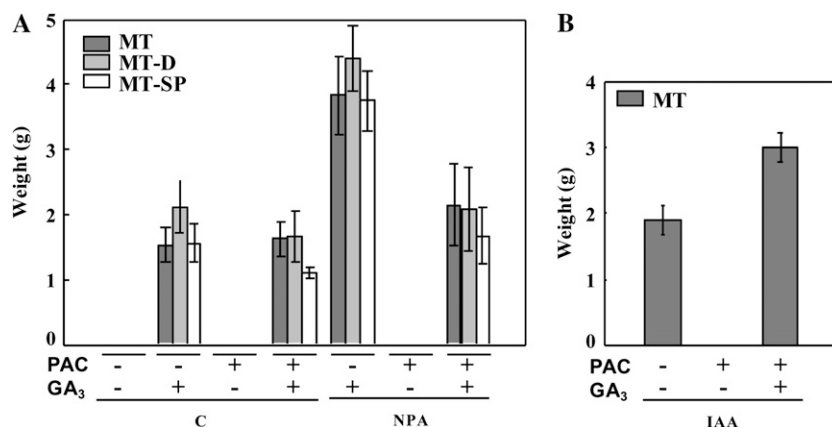 A
B
Weight (g)
5
4
3
2
1
0
MT
MT-D
MT-SP
PAC - - + + - + +
GA3 - + - + + - +
C NPA
Weight (g)
4
3
2
1
0
MT
PAC - + +
GA3 - - +
IAA